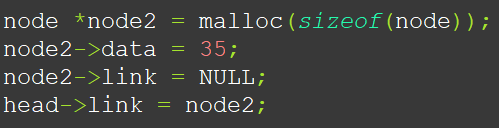 node *node2 = malloc(sizeof(node));
node2->data = 35;
node2->link = NULL;
head->link = node2;